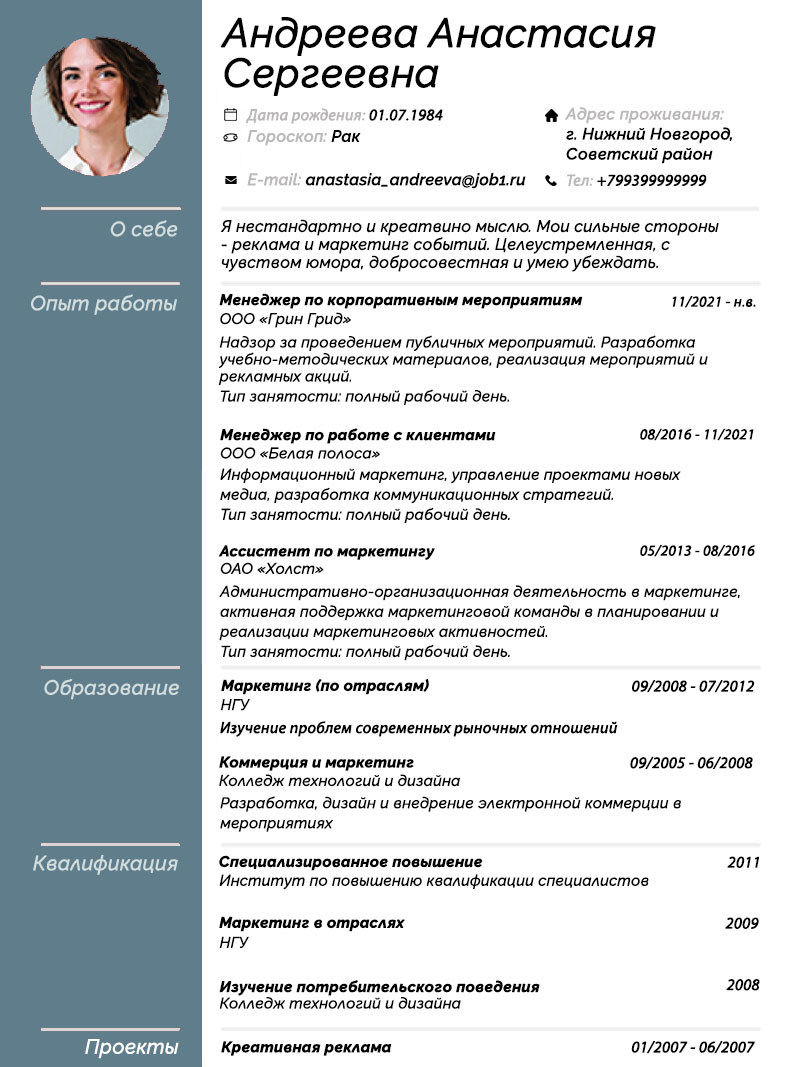 Андреева Анастасия
Сергеевна
Дата рождения: 01.07.1984
Гороскоп: Рак
E-mail: anastasia_andreeva@job1.ru
Адрес проживания:
г. Нижний Новгород,
Советский район
Тел: +799399999999
О себе
Я нестандартно и креатвино мыслю. Мои сильные стороны
- реклама и маркетинг событий. Целеустремленная, с
чувством юмора, добросовестная и умею убеждать.
Опыт работы
Менеджер по корпоративным мероприятиям 11/2021 - н.в.
ООО «Грин Грид»
Надзор за проведением публичных мероприятий. Разработка
учебно-методических материалов, реализация мероприятий и
рекламных акций.
Тип занятости: полный рабочий день.
Менеджер по работе с клиентами 08/2016 - 11/2021
ООО «Белая полоса»
Информационный маркетинг, управление проектами новых
медиа, разработка коммуникационных стратегий.
Тип занятости: полный рабочий день.
Ассистент по маркетингу 05/2013 - 08/2016
ОАО «Холст»
Административно-организационная деятельность в маркетинге,
активная поддержка маркетинговой команды в планировании и
реализации маркетинговых активностей.
Тип занятости: полный рабочий день.
Образование
Маркетинг (по отраслям) 09/2008 - 07/2012
НГУ
Изучение проблем современных рыночных отношений
Коммерция и маркетинг 09/2005 - 06/2008
Колледж технологий и дизайна
Разработка, дизайн и внедрение электронной коммерции в
мероприятиях
Квалификация
Специализированное повышение 2011
Институт по повышению квалификации специалистов
Маркетинг в отраслях 2009
НГУ
Изучение потребительского поведения 2008
Колледж технологий и дизайна
Проекты
Креативная реклама 01/2007 - 06/2007